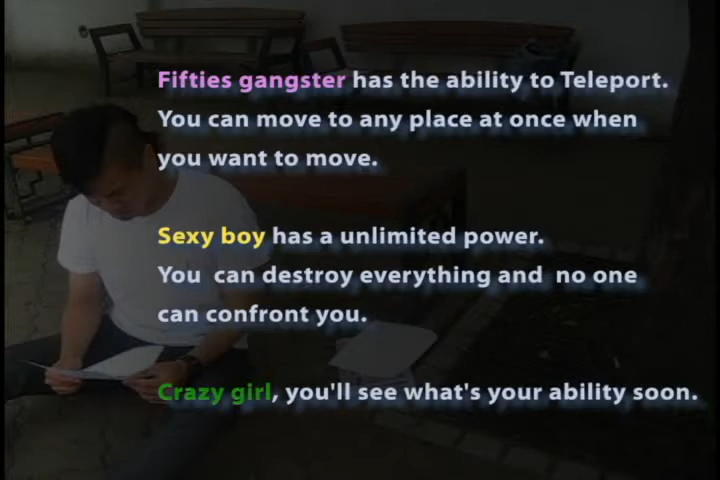 Fifties gangster has the ability to Teleport.
You can move to any place at once when
you want to move.
Sexy boy has a unlimited power.
You can destroy everything and no one
can confront you.
Crazy girl, you'll see what's your ability soon.